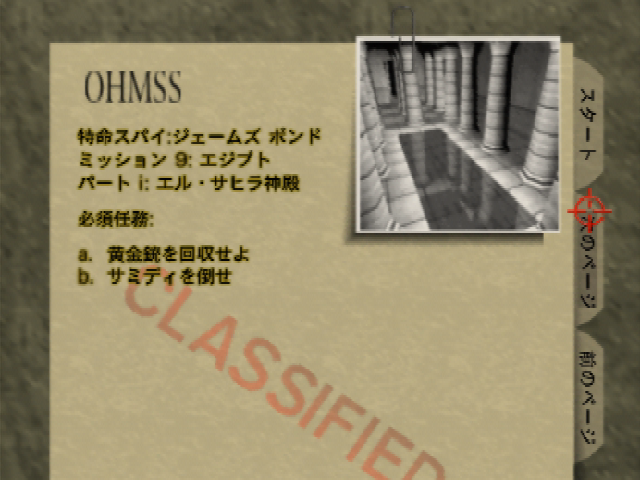 OHMSS
特命スパイ:ジェームズ ボンド
ミッション 9: エジプト
パート i: エル・サヒラ神殿
必須任務:
a. 黄金銃を回収せよ
b. サミディを倒せ
CLASSIFIED
スタート
次のページ
前のページ